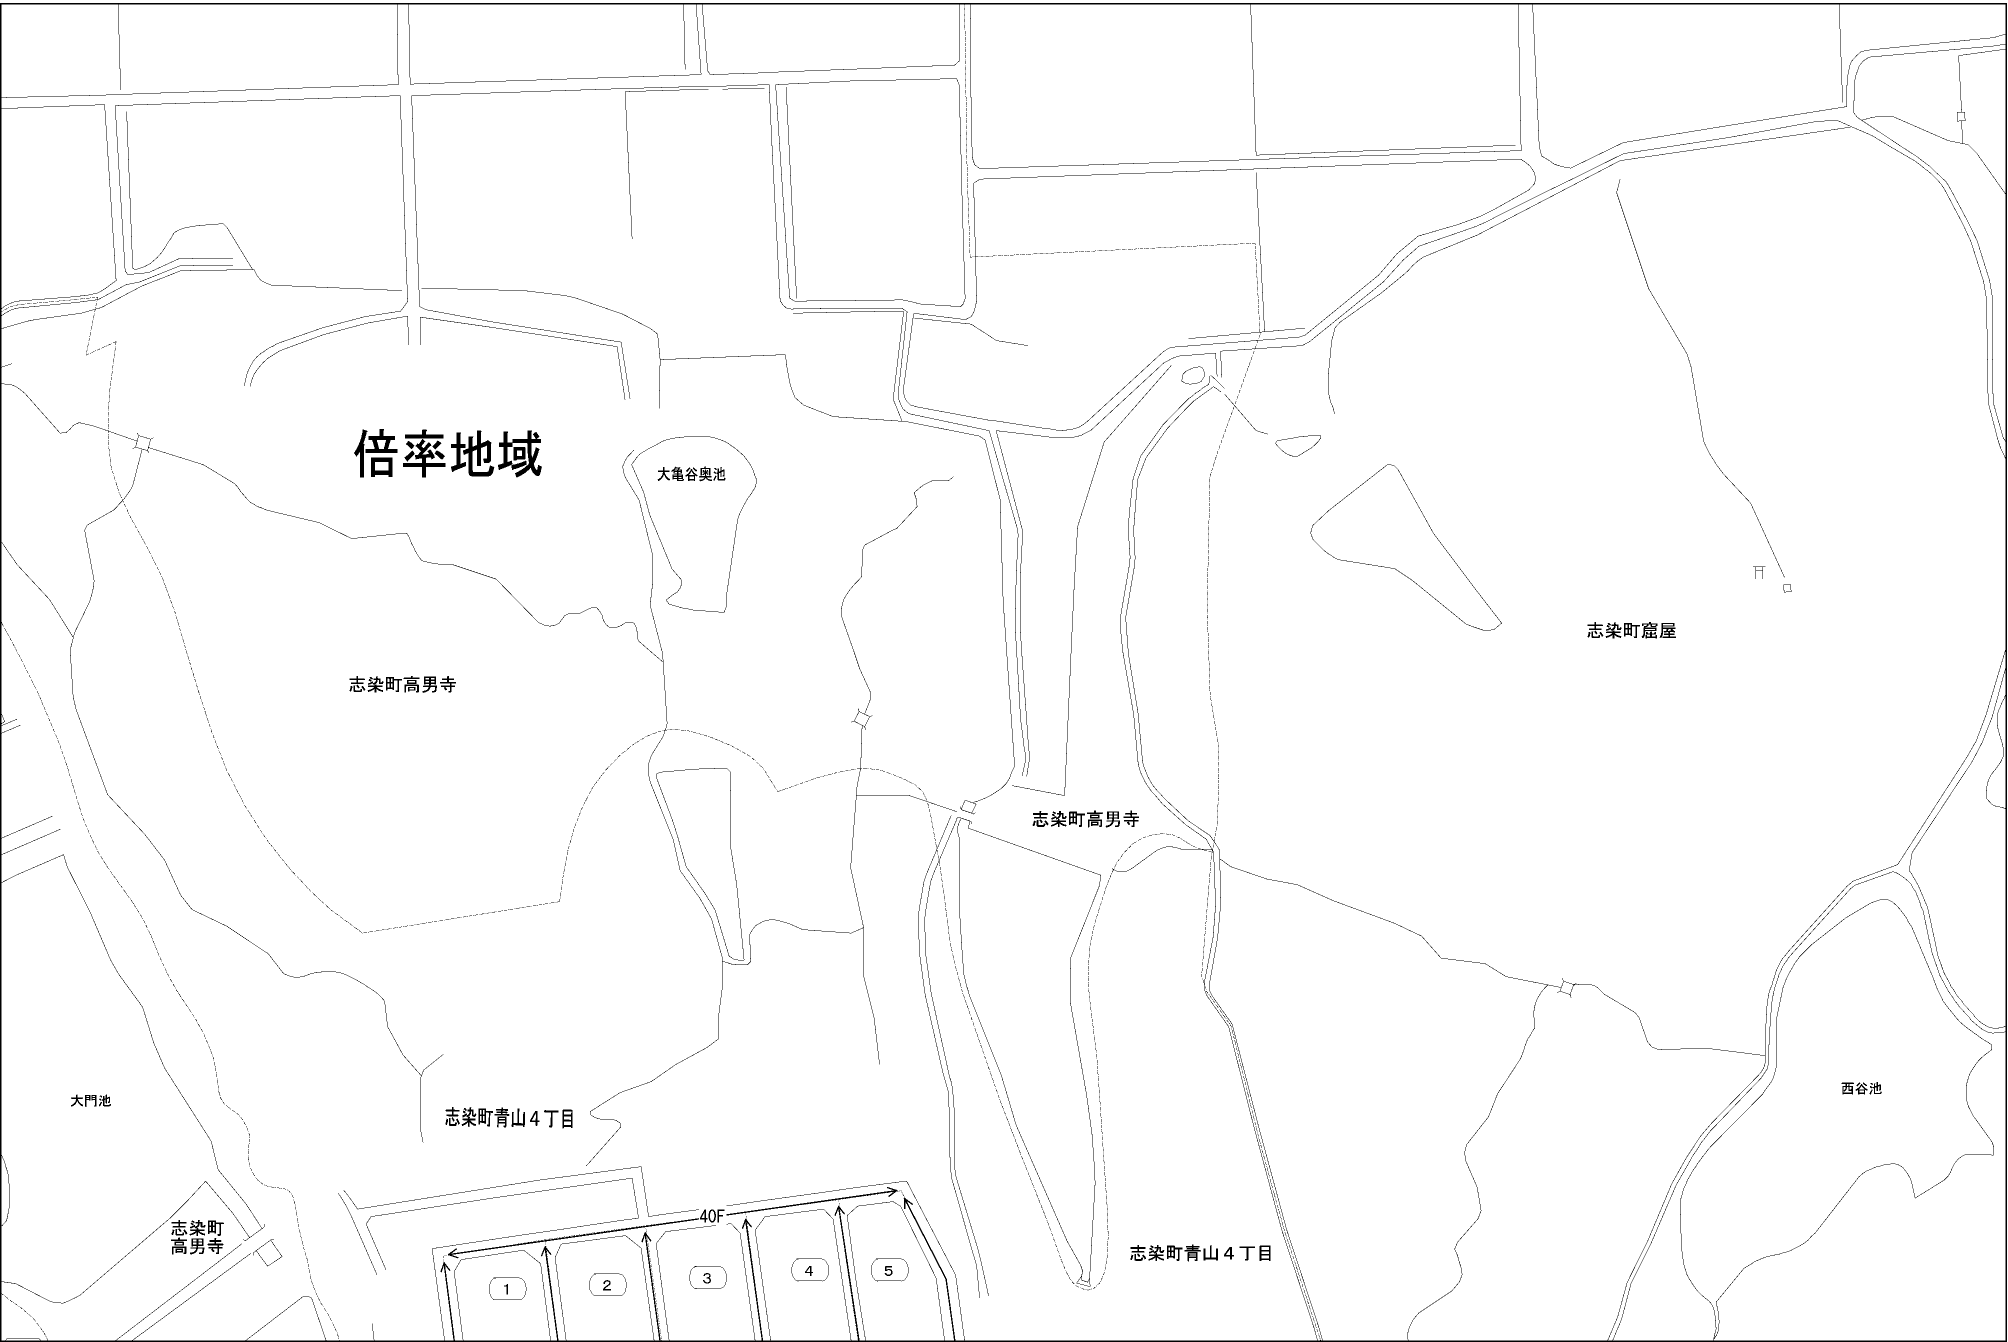 倍率地域
大亀谷奥池
志染町窟屋
志染町高男寺
志染町高男寺
大門池
志染町青山４丁目
西谷池
志染町
高男寺
40F
志染町青山４丁目
1
2
3
4
5